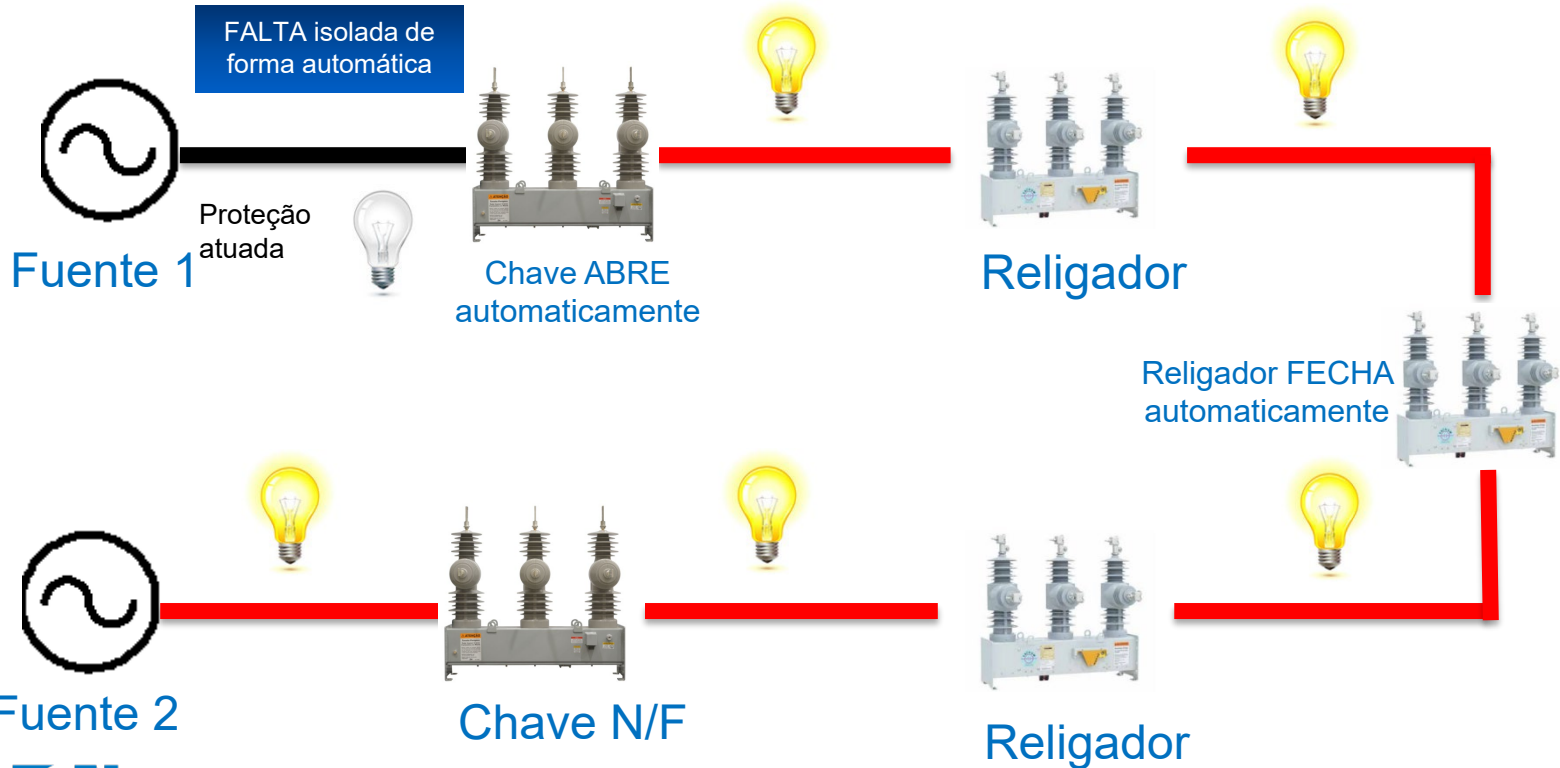 FALTA isolada de
forma automática
Proteção
atuada
Fuente 1
Chave ABRE
automaticamente
Religador
Religador FECHA
automaticamente
Fuente 2
Chave N/F
Religador